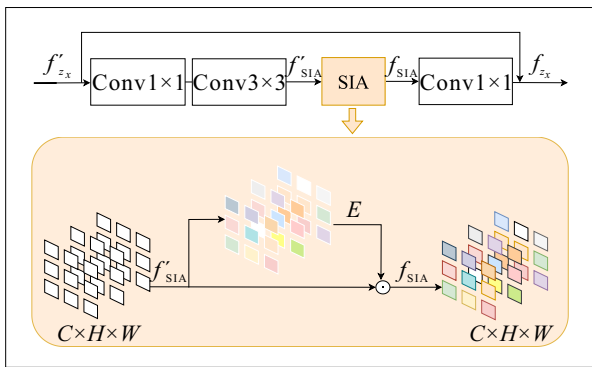 f′zₓ Conv1×1 Conv3×3 f′SIA SIA fSIA Conv1×1 fzₓ
E
f′SIA fSIA
C×H×W C×H×W